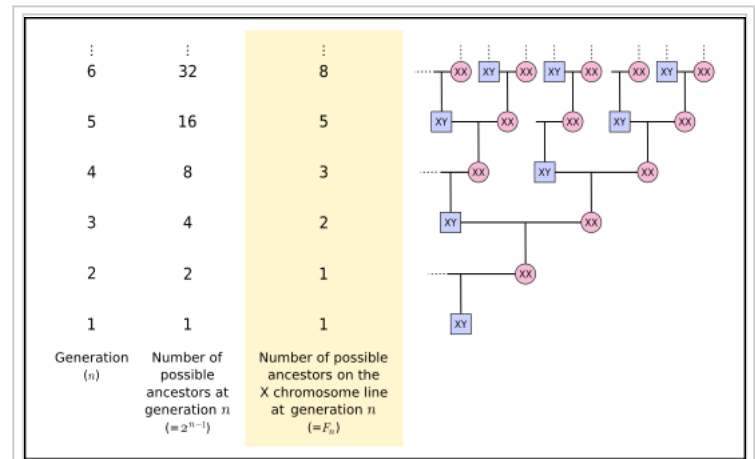 ⋮ ⋮ ⋮
6 32 8 XX XY XX XY XX XX XY XX
5 16 5 XY XX XX XY XX
4 8 3 XX XY XX
3 4 2 XY XX
2 2 1 XX
1 1 1 XY
Generation
(n)
Number of
possible
ancestors at
generation n
(=2ⁿ⁻¹)
Number of possible
ancestors on the
X chromosome line
at generation n
(=Fₙ)